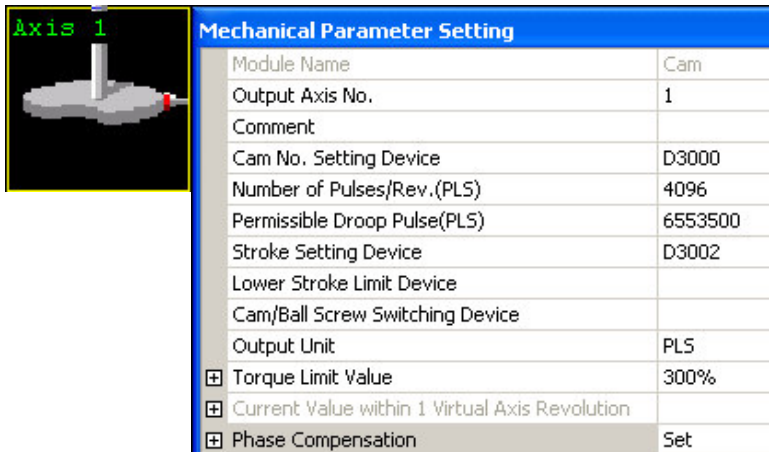 Axis 1
Mechanical Parameter Setting
Module Name Cam
Output Axis No. 1
Comment
Cam No. Setting Device D3000
Number of Pulses/Rev.(PLS) 4096
Permissible Droop Pulse(PLS) 6553500
Stroke Setting Device D3002
Lower Stroke Limit Device
Cam/Ball Screw Switching Device
Output Unit PLS
Torque Limit Value 300%
Current Value within 1 Virtual Axis Revolution
Phase Compensation Set